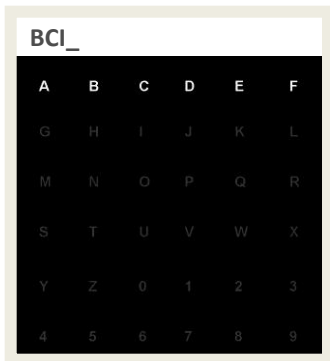 BCI_
A B C D E F
G H I J K L
M N O P Q R
S T U V W X
Y Z 0 1 2 3
4 5 6 7 8 9